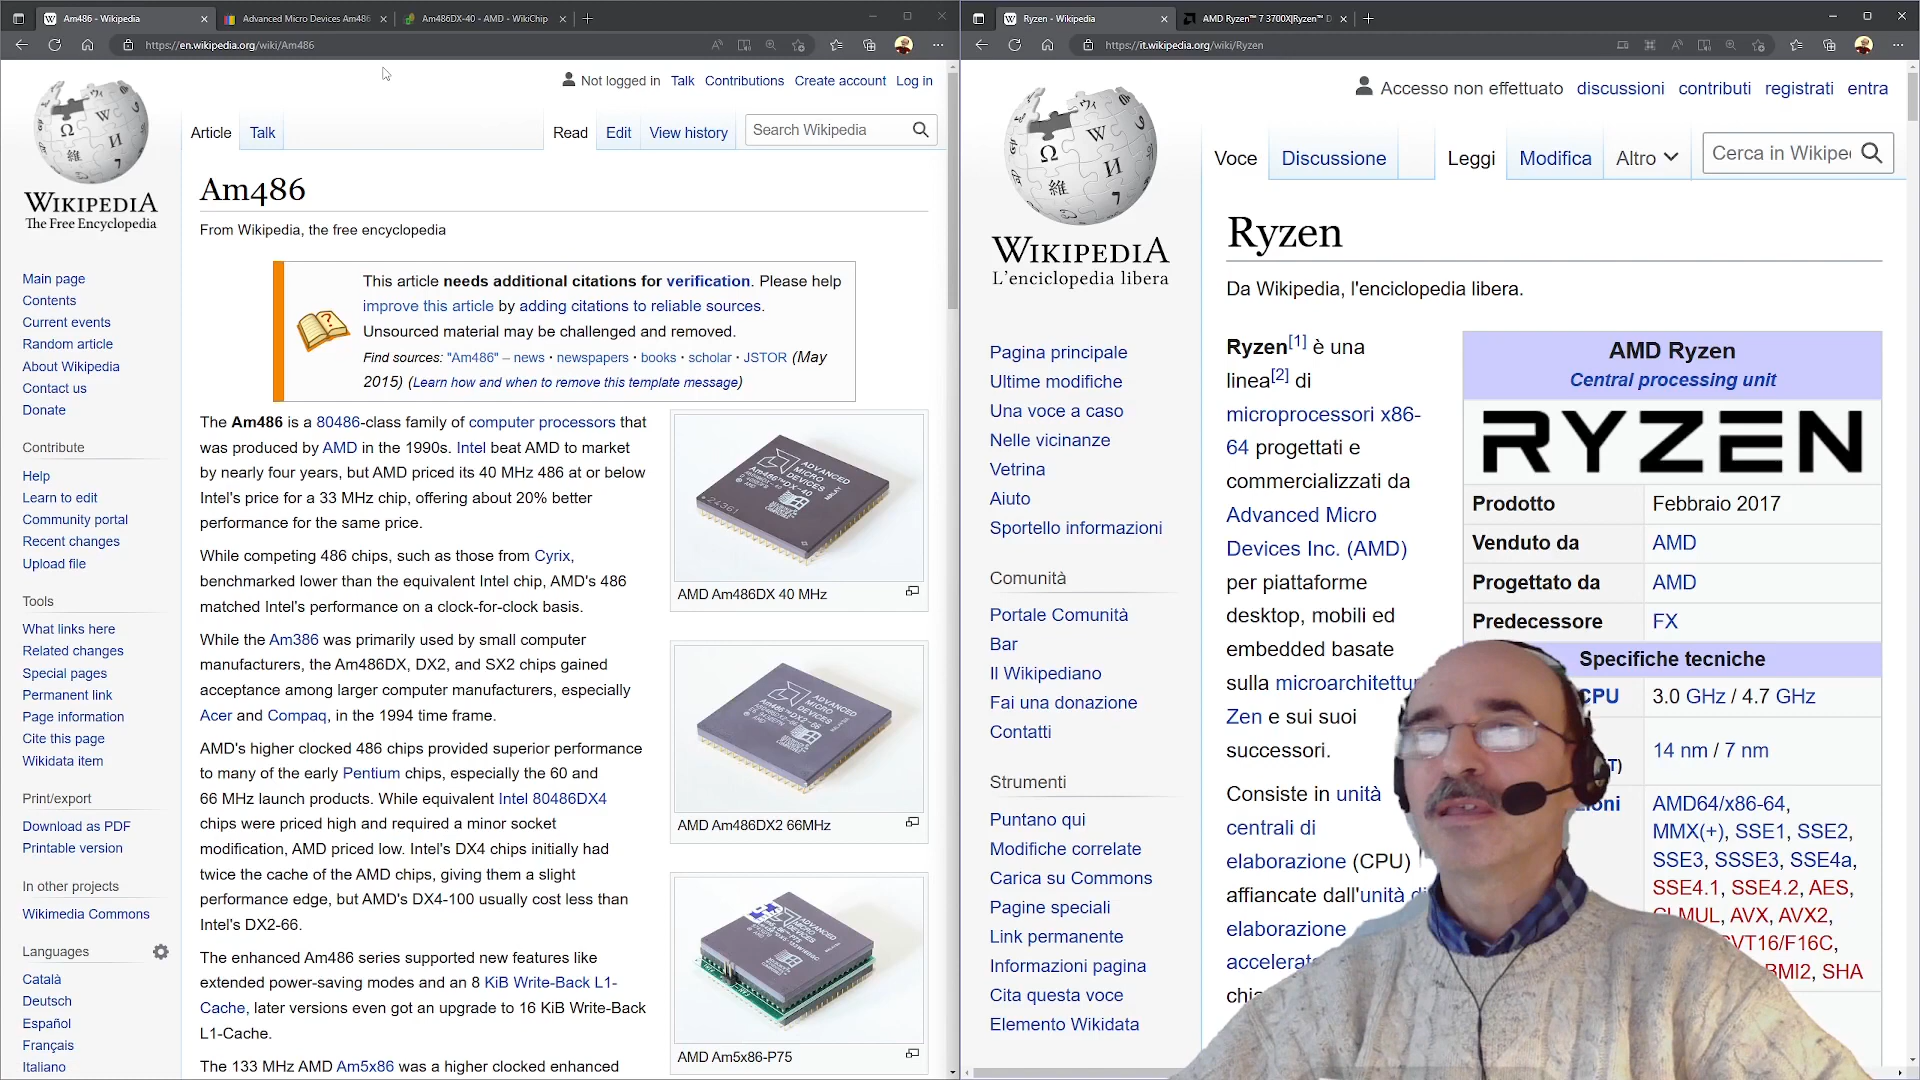 Am486 - Wikipedia
Advanced Micro Devices Am486
Am486DX-40 - AMD - WikiChip
https://en.wikipedia.org/wiki/Am486
Not logged in Talk Contributions Create account Log in
Article Talk Read Edit View history Search Wikipedia
WIKIPEDIA
The Free Encyclopedia
Main page
Contents
Current events
Random article
About Wikipedia
Contact us
Donate
Contribute
Help
Learn to edit
Community portal
Recent changes
Upload file
Tools
What links here
Related changes
Special pages
Permanent link
Page information
Cite this page
Wikidata item
Print/export
Download as PDF
Printable version
In other projects
Wikimedia Commons
Languages
Català
Deutsch
Español
Français
Italiano
Am486
From Wikipedia, the free encyclopedia
This article needs additional citations for verification. Please help
improve this article by adding citations to reliable sources.
Unsourced material may be challenged and removed.
Find sources: "Am486" – news · newspapers · books · scholar · JSTOR (May
2015) (Learn how and when to remove this template message)
The Am486 is a 80486-class family of computer processors that
was produced by AMD in the 1990s. Intel beat AMD to market
by nearly four years, but AMD priced its 40 MHz 486 at or below
Intel's price for a 33 MHz chip, offering about 20% better
performance for the same price.
While competing 486 chips, such as those from Cyrix,
benchmarked lower than the equivalent Intel chip, AMD's 486
matched Intel's performance on a clock-for-clock basis.
While the Am386 was primarily used by small computer
manufacturers, the Am486DX, DX2, and SX2 chips gained
acceptance among larger computer manufacturers, especially
Acer and Compaq, in the 1994 time frame.
AMD's higher clocked 486 chips provided superior performance
to many of the early Pentium chips, especially the 60 and
66 MHz launch products. While equivalent Intel 80486DX4
chips were priced high and required a minor socket
modification, AMD priced low. Intel's DX4 chips initially had
twice the cache of the AMD chips, giving them a slight
performance edge, but AMD's DX4-100 usually cost less than
Intel's DX2-66.
The enhanced Am486 series supported new features like
extended power-saving modes and an 8 KiB Write-Back L1-
Cache, later versions even got an upgrade to 16 KiB Write-Back
L1-Cache.
The 133 MHz AMD Am5x86 was a higher clocked enhanced
ADVANCED
MICRO
DEVICES
AMD Am486DX 40 MHz
ADVANCED
MICRO
DEVICES
AMD Am486DX2 66MHz
ADVANCED
MICRO
DEVICES
AMD Am5x86-P75
Ryzen - Wikipedia
AMD Ryzen™ 7 3700X|Ryzen™ D
https://it.wikipedia.org/wiki/Ryzen
Accesso non effettuato discussioni contributi registrati entra
Voce Discussione Leggi Modifica Altro Cerca in Wikipe
WIKIPEDIA
L'enciclopedia libera
Pagina principale
Ultime modifiche
Una voce a caso
Nelle vicinanze
Vetrina
Aiuto
Sportello informazioni
Comunità
Portale Comunità
Bar
Il Wikipediano
Fai una donazione
Contatti
Strumenti
Puntano qui
Modifiche correlate
Carica su Commons
Pagine speciali
Link permanente
Informazioni pagina
Cita questa voce
Elemento Wikidata
Ryzen
Da Wikipedia, l'enciclopedia libera.
Ryzen[1] è una
linea[2] di
microprocessori x86-
64 progettati e
commercializzati da
Advanced Micro
Devices Inc. (AMD)
per piattaforme
desktop, mobili ed
embedded basate
sulla microarchitettur
Zen e sui suoi
successori.
Consiste in unità
centrali di
elaborazione (CPU)
affiancate dall'unità di
elaborazione
accelerat
chia
AMD Ryzen
Central processing unit
RYZEN
Prodotto Febbraio 2017
Venduto da AMD
Progettato da AMD
Predecessore FX
Specifiche tecniche
CPU 3.0 GHz / 4.7 GHz
T) 14 nm / 7 nm
ioni AMD64/x86-64,
MMX(+), SSE1, SSE2,
SSE3, SSSE3, SSE4a,
SSE4.1, SSE4.2, AES,
CLMUL, AVX, AVX2,
VT16/F16C,
BMI2, SHA